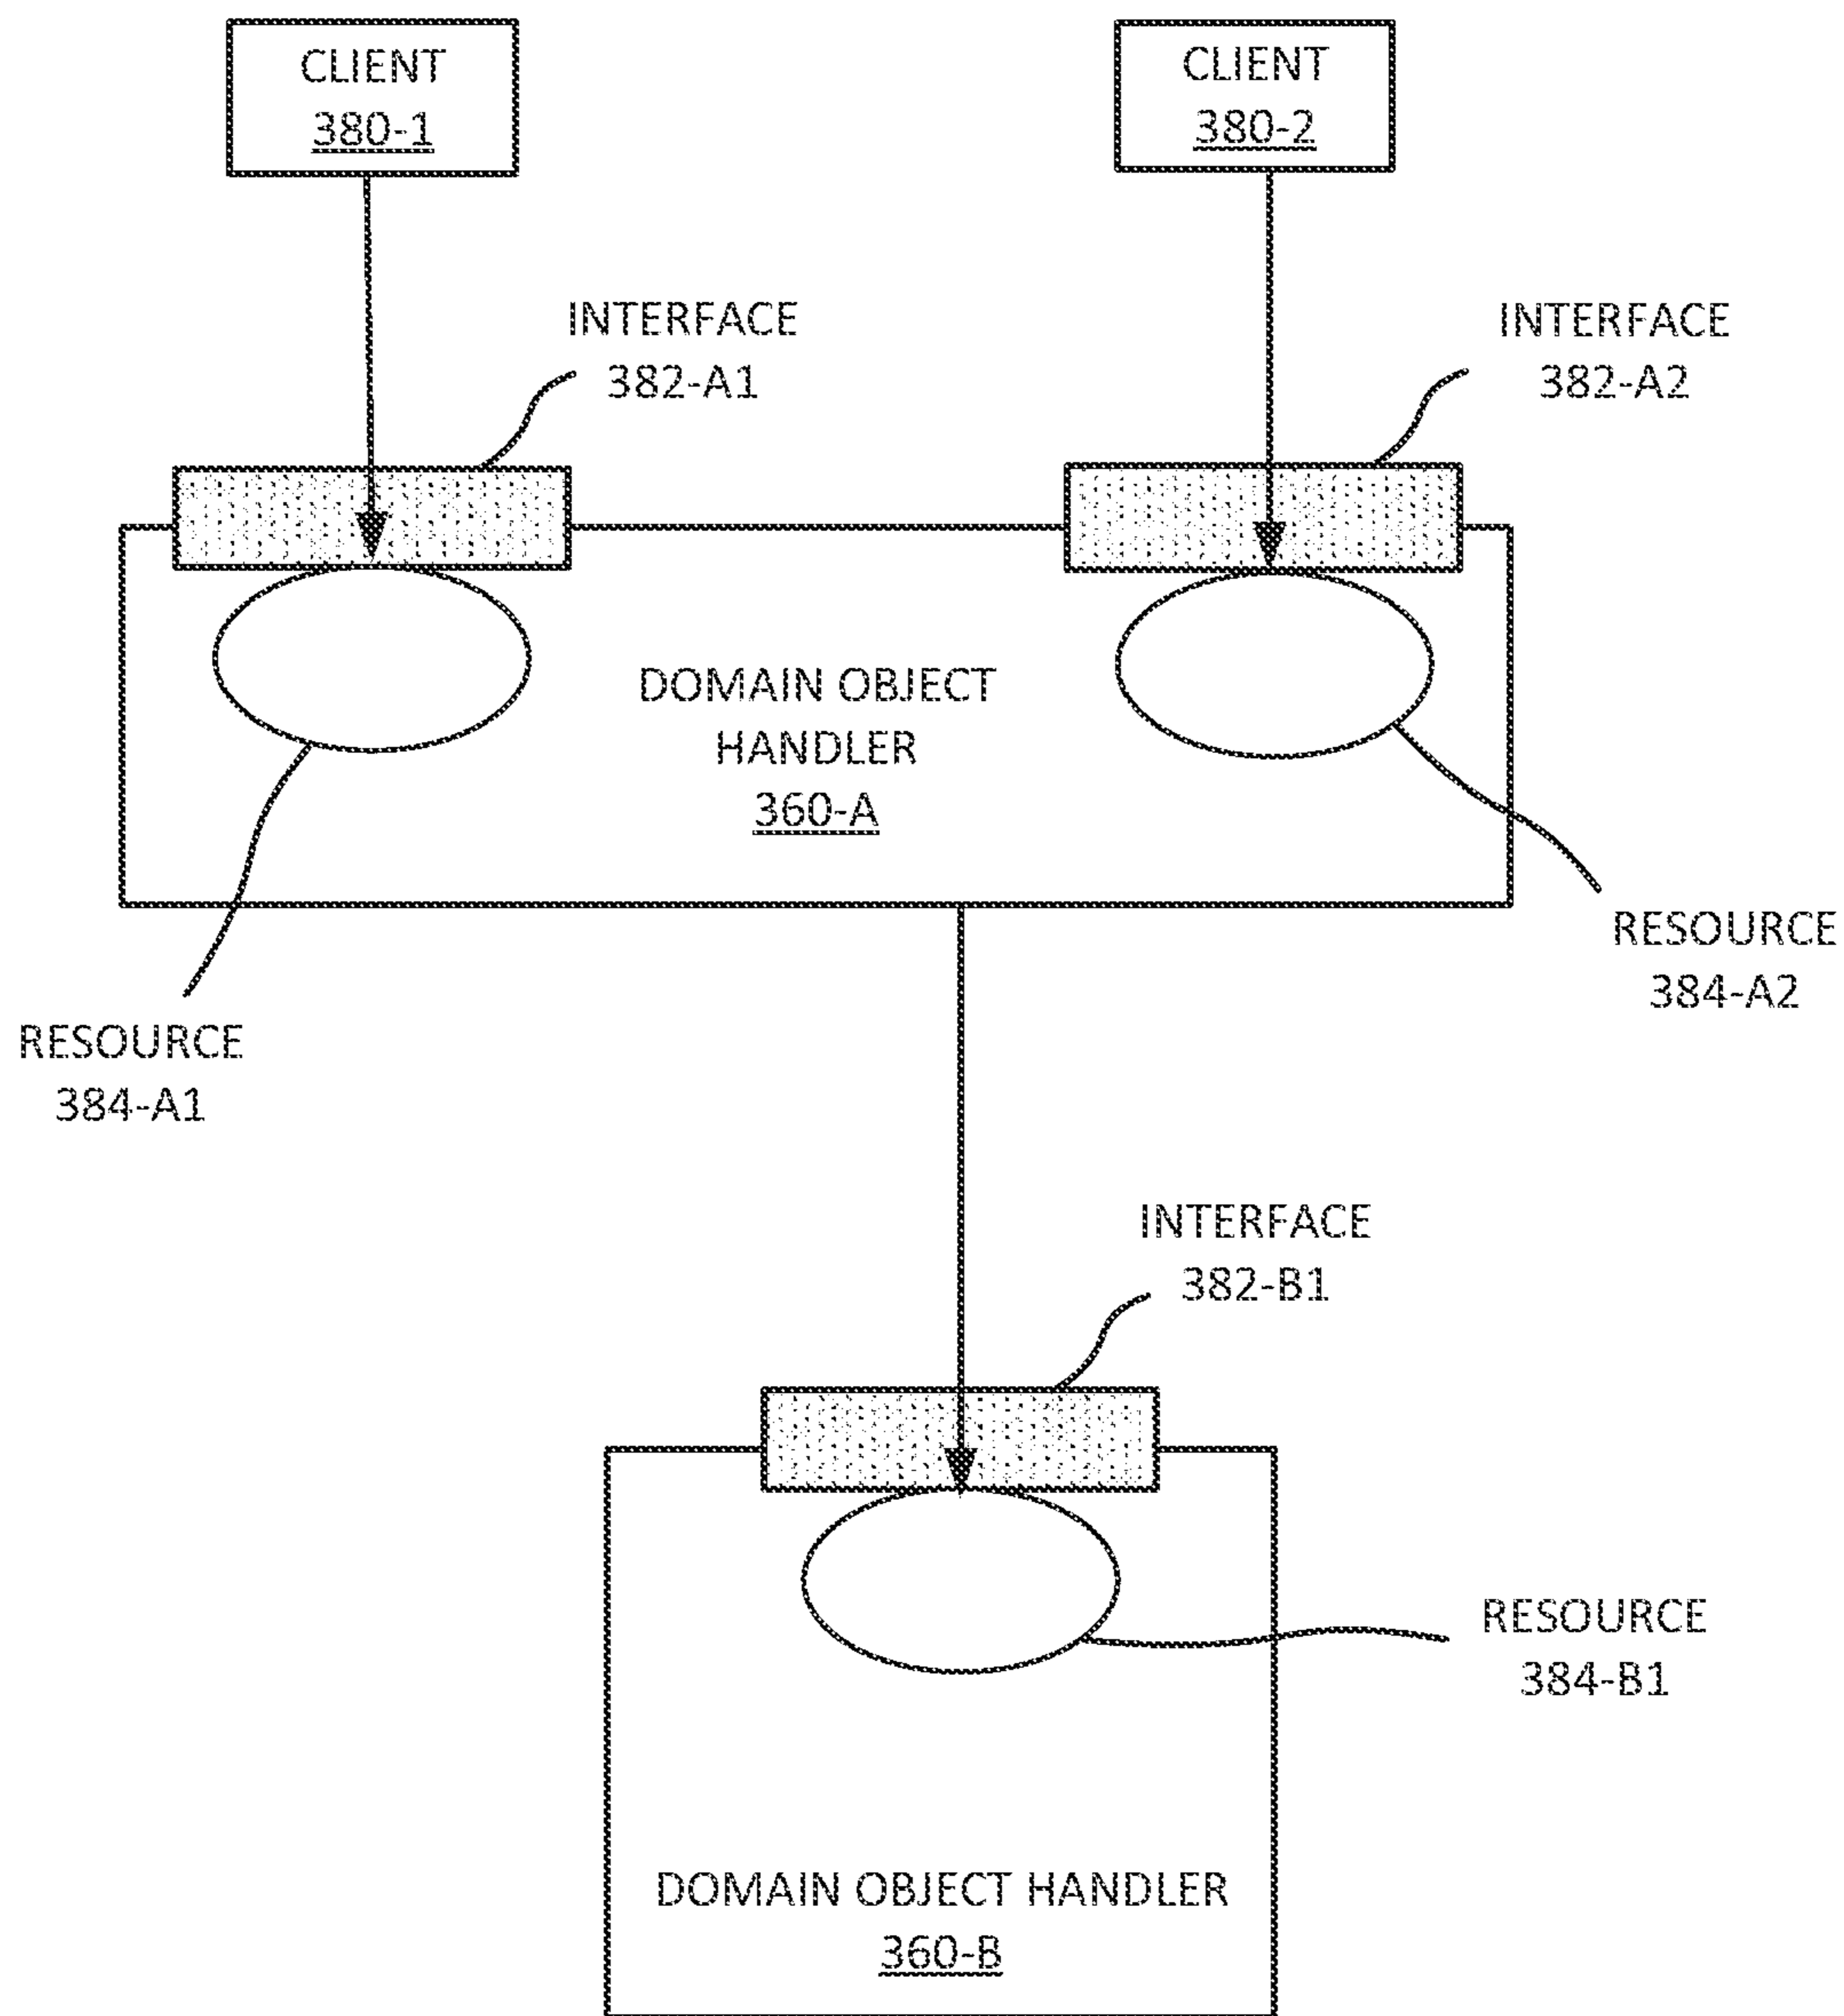 CLIENT
380-1
CLIENT
380-2
INTERFACE
382-A1
INTERFACE
382-A2
DOMAIN OBJECT
HANDLER
360-A
RESOURCE
384-A2
RESOURCE
384-A1
INTERFACE
382-B1
RESOURCE
384-B1
DOMAIN OBJECT HANDLER
360-B